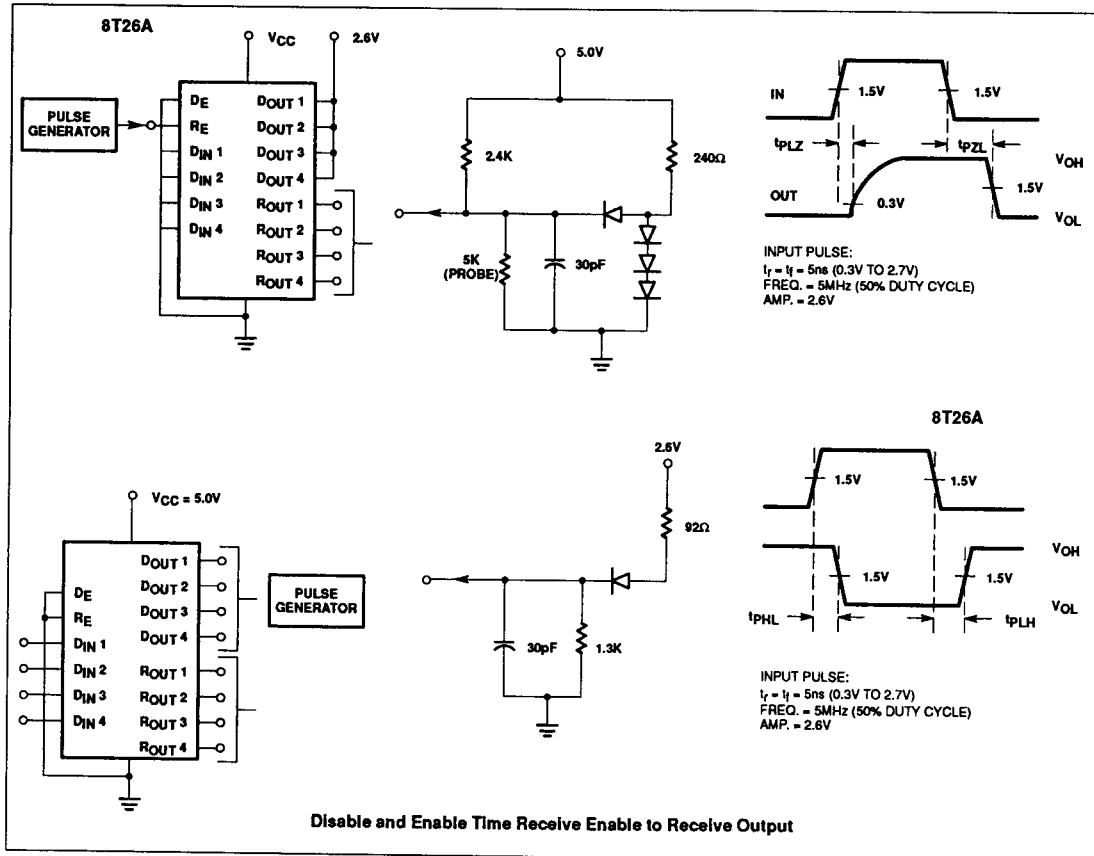 8T26A
VCC
2.6V
PULSE
GENERATOR
DE
RE
DIN 1
DIN 2
DIN 3
DIN 4
DOUT 1
DOUT 2
DOUT 3
DOUT 4
ROUT 1
ROUT 2
ROUT 3
ROUT 4
5.0V
2.4K
240Ω
5K
(PROBE)
30pF
IN
1.5V
1.5V
tPLZ
tPZL
VOH
OUT
0.3V
1.5V
VOL
INPUT PULSE:
tr = tf = 5ns (0.3V TO 2.7V)
FREQ. = 5MHz (50% DUTY CYCLE)
AMP. = 2.6V
VCC = 5.0V
DE
RE
DIN 1
DIN 2
DIN 3
DIN 4
DOUT 1
DOUT 2
DOUT 3
DOUT 4
ROUT 1
ROUT 2
ROUT 3
ROUT 4
PULSE
GENERATOR
2.6V
92Ω
30pF
1.3K
8T26A
1.5V
1.5V
VOH
1.5V
1.5V
VOL
tPHL
tPLH
INPUT PULSE:
tr = tf = 5ns (0.3V TO 2.7V)
FREQ. = 5MHz (50% DUTY CYCLE)
AMP. = 2.6V
Disable and Enable Time Receive Enable to Receive Output